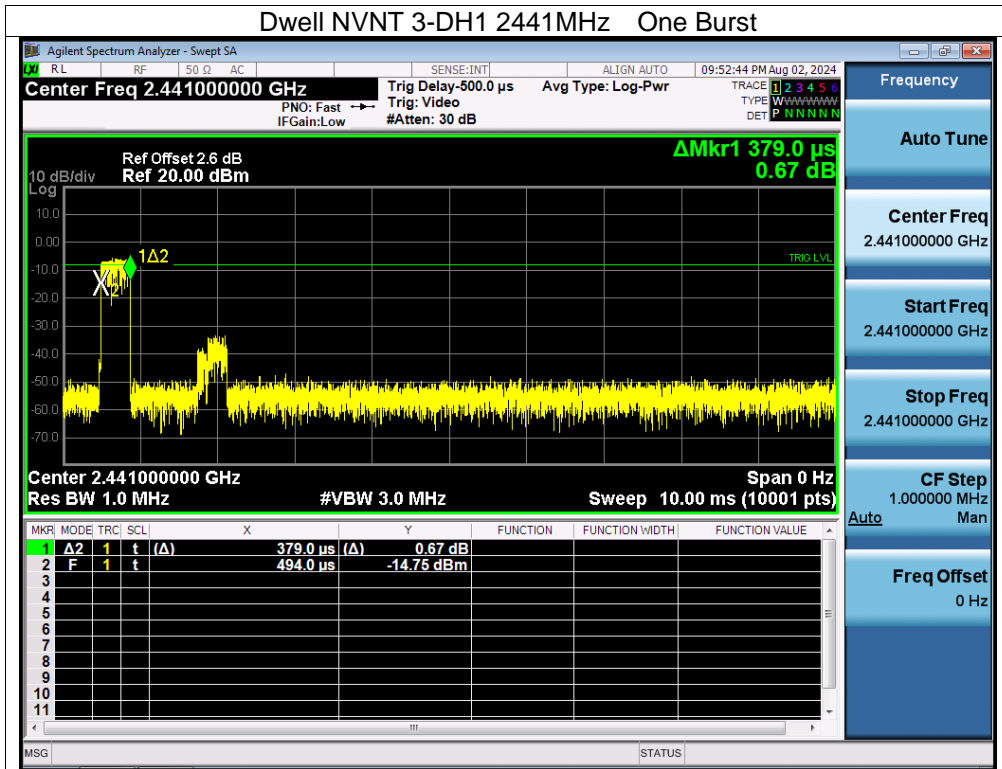 Dwell NVNT 3-DH1 2441MHz One Burst
Agilent Spectrum Analyzer - Swept SA
LXI RL RF 50 Ω AC SENSE:INT ALIGN AUTO 09:52:44 PM Aug 02, 2024
Center Freq 2.441000000 GHz
PNO: Fast
IFGain:Low
Trig Delay-500.0 µs
Trig: Video
#Atten: 30 dB
Avg Type: Log-Pwr
TRACE 1 2 3 4 5 6
TYPE WWWWWW
DET P N N N N N
Frequency
Auto Tune
Center Freq
2.441000000 GHz
Start Freq
2.441000000 GHz
Stop Freq
2.441000000 GHz
CF Step
1.000000 MHz
Auto Man
Freq Offset
0 Hz
ΔMkr1 379.0 µs
0.67 dB
Ref Offset 2.6 dB
10 dB/div Ref 20.00 dBm
Log
10.0
0.00
-10.0
-20.0
-30.0
-40.0
-50.0
-60.0
-70.0
1Δ2
X2
TRIG LVL
Center 2.441000000 GHz Span 0 Hz
Res BW 1.0 MHz #VBW 3.0 MHz Sweep 10.00 ms (10001 pts)
MKR MODE TRC SCL X Y FUNCTION FUNCTION WIDTH FUNCTION VALUE
1 Δ2 1 t (Δ) 379.0 µs (Δ) 0.67 dB
2 F 1 t 494.0 µs -14.75 dBm
3
4
5
6
7
8
9
10
11
MSG STATUS